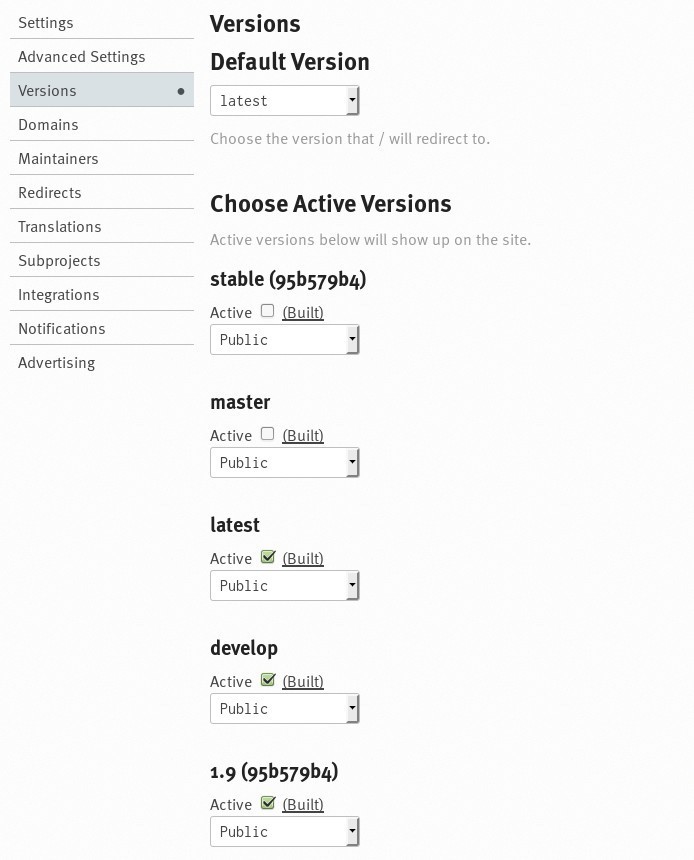 Settings
Advanced Settings
Versions
Domains
Maintainers
Redirects
Translations
Subprojects
Integrations
Notifications
Advertising
Versions
Default Version
latest
Choose the version that / will redirect to.
Choose Active Versions
Active versions below will show up on the site.
stable (95b579b4)
Active (Built)
Public
master
Active (Built)
Public
latest
Active (Built)
Public
develop
Active (Built)
Public
1.9 (95b579b4)
Active (Built)
Public